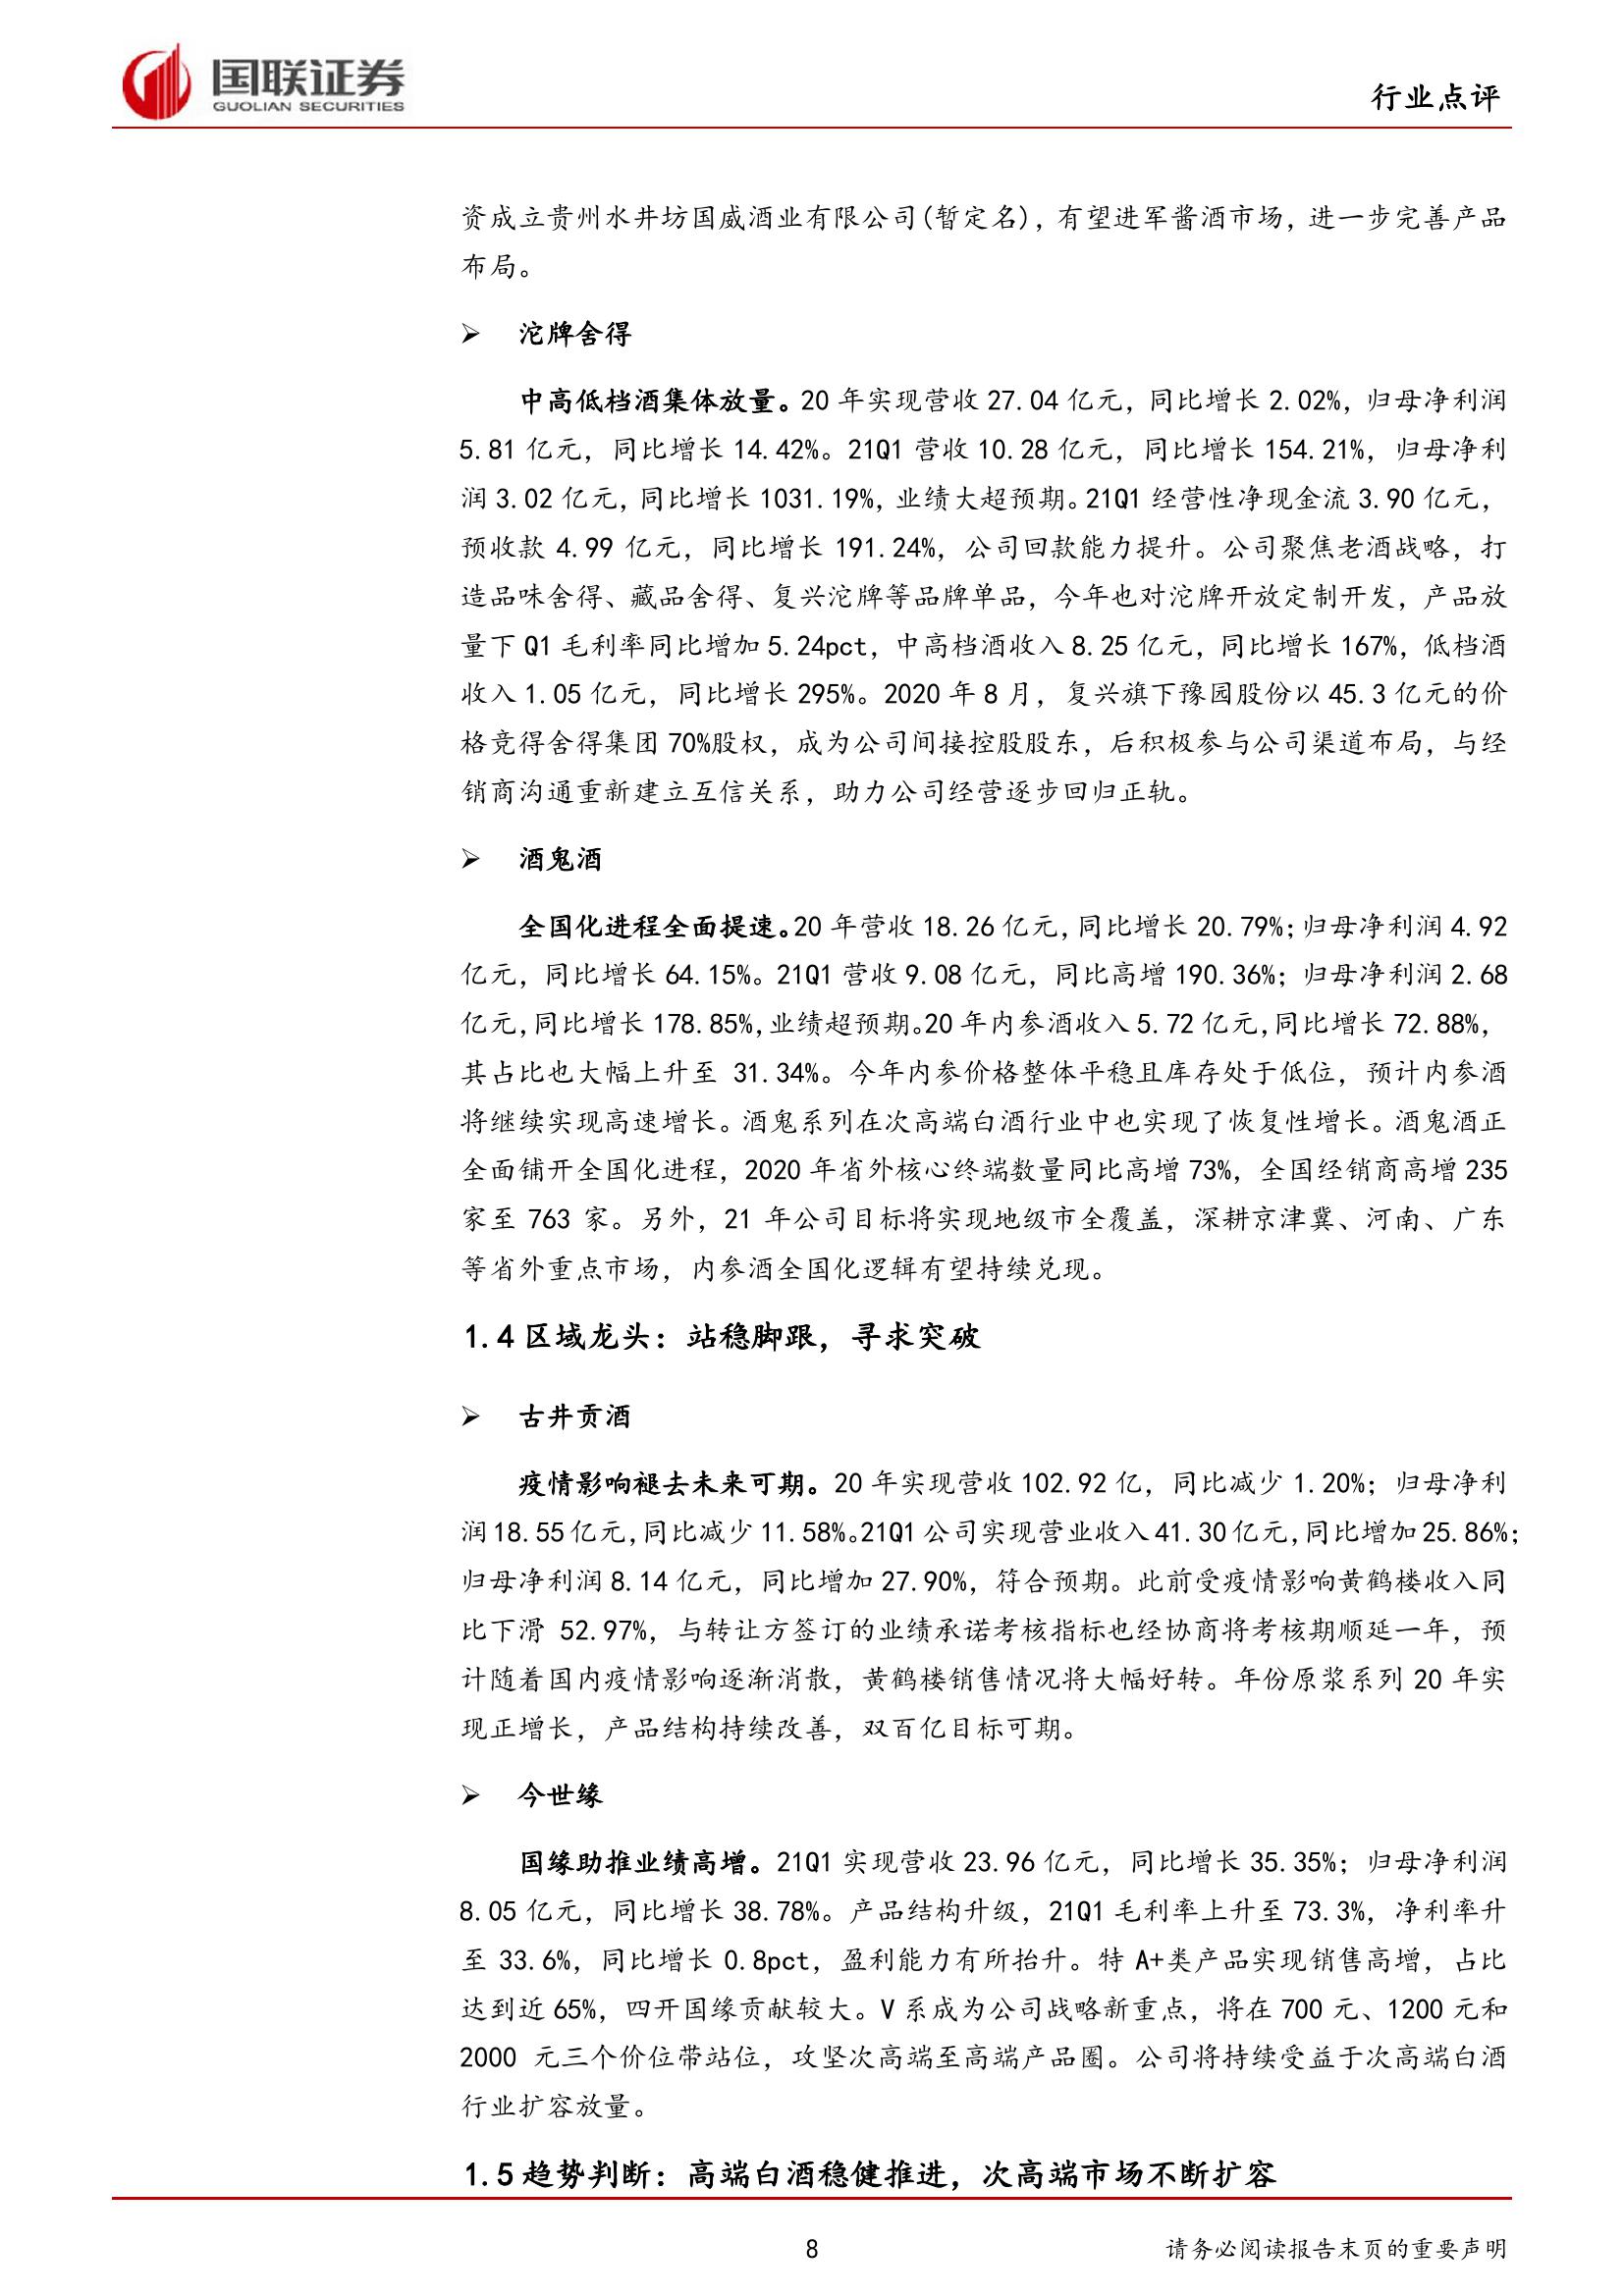 国联证券
GUOLIAN SECURITIES
行业点评
资成立贵州水井坊国威酒业有限公司(暂定名)，有望进军酱酒市场，进一步完善产品
布局。
➢ 沱牌舍得
中高低档酒集体放量。20 年实现营收 27.04 亿元，同比增长 2.02%，归母净利润
5.81 亿元，同比增长 14.42%。21Q1 营收 10.28 亿元，同比增长 154.21%，归母净利
润 3.02 亿元，同比增长 1031.19%，业绩大超预期。21Q1 经营性净现金流 3.90 亿元，
预收款 4.99 亿元，同比增长 191.24%，公司回款能力提升。公司聚焦老酒战略，打
造品味舍得、藏品舍得、复兴沱牌等品牌单品，今年也对沱牌开放定制开发，产品放
量下 Q1 毛利率同比增加 5.24pct，中高档酒收入 8.25 亿元，同比增长 167%，低档酒
收入 1.05 亿元，同比增长 295%。2020 年 8 月，复兴旗下豫园股份以 45.3 亿元的价
格竞得舍得集团 70%股权，成为公司间接控股股东，后积极参与公司渠道布局，与经
销商沟通重新建立互信关系，助力公司经营逐步回归正轨。
➢ 酒鬼酒
全国化进程全面提速。20 年营收 18.26 亿元，同比增长 20.79%；归母净利润 4.92
亿元，同比增长 64.15%。21Q1 营收 9.08 亿元，同比高增 190.36%；归母净利润 2.68
亿元，同比增长 178.85%，业绩超预期。20 年内参酒收入 5.72 亿元，同比增长 72.88%，
其占比也大幅上升至 31.34%。今年内参价格整体平稳且库存处于低位，预计内参酒
将继续实现高速增长。酒鬼系列在次高端白酒行业中也实现了恢复性增长。酒鬼酒正
全面铺开全国化进程，2020 年省外核心终端数量同比高增 73%，全国经销商高增 235
家至 763 家。另外，21 年公司目标将实现地级市全覆盖，深耕京津冀、河南、广东
等省外重点市场，内参酒全国化逻辑有望持续兑现。
1.4 区域龙头：站稳脚跟，寻求突破
➢ 古井贡酒
疫情影响褪去未来可期。20 年实现营收 102.92 亿，同比减少 1.20%；归母净利
润 18.55 亿元，同比减少 11.58%。21Q1 公司实现营业收入 41.30 亿元，同比增加 25.86%；
归母净利润 8.14 亿元，同比增加 27.90%，符合预期。此前受疫情影响黄鹤楼收入同
比下滑 52.97%，与转让方签订的业绩承诺考核指标也经协商将考核期顺延一年，预
计随着国内疫情影响逐渐消散，黄鹤楼销售情况将大幅好转。年份原浆系列 20 年实
现正增长，产品结构持续改善，双百亿目标可期。
➢ 今世缘
国缘助推业绩高增。21Q1 实现营收 23.96 亿元，同比增长 35.35%；归母净利润
8.05 亿元，同比增长 38.78%。产品结构升级，21Q1 毛利率上升至 73.3%，净利率升
至 33.6%，同比增长 0.8pct，盈利能力有所抬升。特 A+类产品实现销售高增，占比
达到近 65%，四开国缘贡献较大。V 系成为公司战略新重点，将在 700 元、1200 元和
2000 元三个价位带站位，攻坚次高端至高端产品圈。公司将持续受益于次高端白酒
行业扩容放量。
1.5 趋势判断：高端白酒稳健推进，次高端市场不断扩容
8
请务必阅读报告末页的重要声明